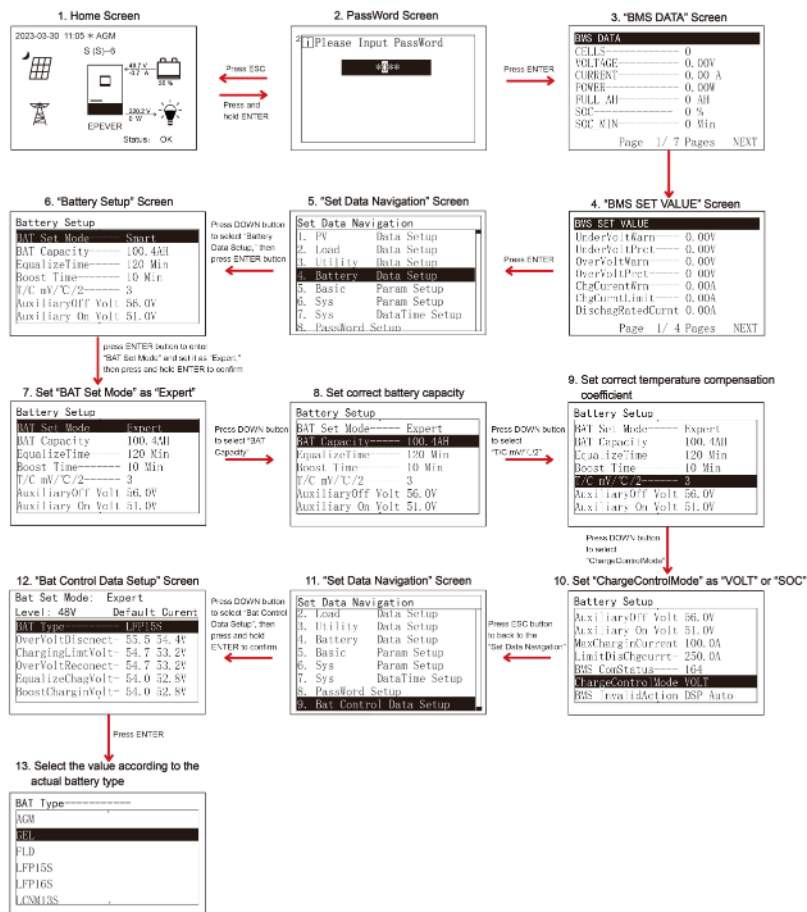 1. Home Screen
2023-03-30 11:05 ✳ AGM
S (S)--6
48.7 V
-0.7 A
35 %
220.2 V
0 W
EPEVER
Status: OK
Press ESC
Press and
hold ENTER
2. PassWord Screen
Please Input PassWord
*0**
Press ENTER
3. "BMS DATA" Screen
BMS DATA
CELLS---------------- 0
VOLTAGE------------- 0.00V
CURRENT------------- 0.00 A
POWER--------------- 0.00W
FULL AH------------- 0 AH
SOC------------------ 0 %
SOC MIN------------- 0 Min
Page 1/ 7 Pages NEXT
4. "BMS SET VALUE" Screen
BMS SET VALUE
UnderVoltWarn---- 0.00V
UnderVoltPrct---- 0.00V
OverVoltWarn----- 0.00V
OverVoltPrct----- 0.00V
ChgCurentWrn---- 0.00A
ChgCurntLimit---- 0.00A
DischagRatedCurnt 0.00A
Page 1/ 4 Pages NEXT
Press ENTER
5. "Set Data Navigation" Screen
Set Data Navigation
1. PV Data Setup
2. Load Data Setup
3. Utility Data Setup
4. Battery Data Setup
5. Basic Param Setup
6. Sys Param Setup
7. Sys DataTime Setup
8. PassWord Setup
Press DOWN button
to select "Battery
Data Setup," then
press ENTER button
6. "Battery Setup" Screen
Battery Setup
BAT Set Mode----- Smart
BAT Capacity----- 100.4AH
EqualizeTime----- 120 Min
Boost Time------- 10 Min
T/C mV/℃/2------ 3
AuxiliaryOff Volt 56.0V
Auxiliary On Volt 51.0V
press ENTER button to enter
"BAT Set Mode" and set it as "Expert,"
then press and hold ENTER to confirm
7. Set "BAT Set Mode" as "Expert"
Battery Setup
BAT Set Mode Expert
BAT Capacity 100.4AH
EqualizeTime 120 Min
Boost Time------- 10 Min
T/C mV/℃/2------- 3
AuxiliaryOff Volt 56.0V
Auxiliary On Volt 51.0V
Press DOWN button
to select "BAT
Capacity"
8. Set correct battery capacity
Battery Setup
BAT Set Mode----- Expert
BAT Capacity----- 100.4AH
EqualizeTime----- 120 Min
Boost Time------- 10 Min
T/C mV/℃/2 3
AuxiliaryOff Volt 56.0V
Auxiliary On Volt 51.0V
Press DOWN button
to select
"T/C mV/℃/2"
9. Set correct temperature compensation
coefficient
Battery Setup
BAT Set Mode----- Expert
BAT Capacity 100.4AH
EqualizeTime 120 Min
Boost Time 10 Min
T/C mV/℃/2------ 3
AuxiliaryOff Volt 56.0V
Auxiliary On Volt 51.0V
Press DOWN button
to select
"ChargeControlMode"
10. Set "ChargeControlMode" as "VOLT" or "SOC"
Battery Setup
AuxiliaryOff Volt 56.0V
Auxiliary On Volt 51.0V
MaxCharginCurrent 100.0A
LimitDisChgcurrt- 250.0A
BMS ComStatus---- 164
ChargeControlMode VOLT
BMS InvalidAction DSP Auto
Press ESC button
to back to the
"Set Data Navigation"
11. "Set Data Navigation" Screen
Set Data Navigation
2. Load Data Setup
3. Utility Data Setup
4. Battery Data Setup
5. Basic Param Setup
6. Sys Param Setup
7. Sys DataTime Setup
8. PassWord Setup
9. Bat Control Data Setup
Press DOWN button
to select "Bat Control
Data Setup", then
press and hold
ENTER to confirm
12. "Bat Control Data Setup" Screen
Bat Set Mode: Expert
Level: 48V Default Curent
BAT Type--------- LFP15S
OverVoltDiscnect- 55.5 54.4V
ChargingLimtVolt- 54.7 53.2V
OverVoltReconect- 54.7 53.2V
EqualizeChagVolt- 54.0 52.8V
BoostCharginVolt- 54.0 52.8V
Press ENTER
13. Select the value according to the
actual battery type
BAT Type-----------
AGM
GEL
FLD
LFP15S
LFP16S
LCNM13S